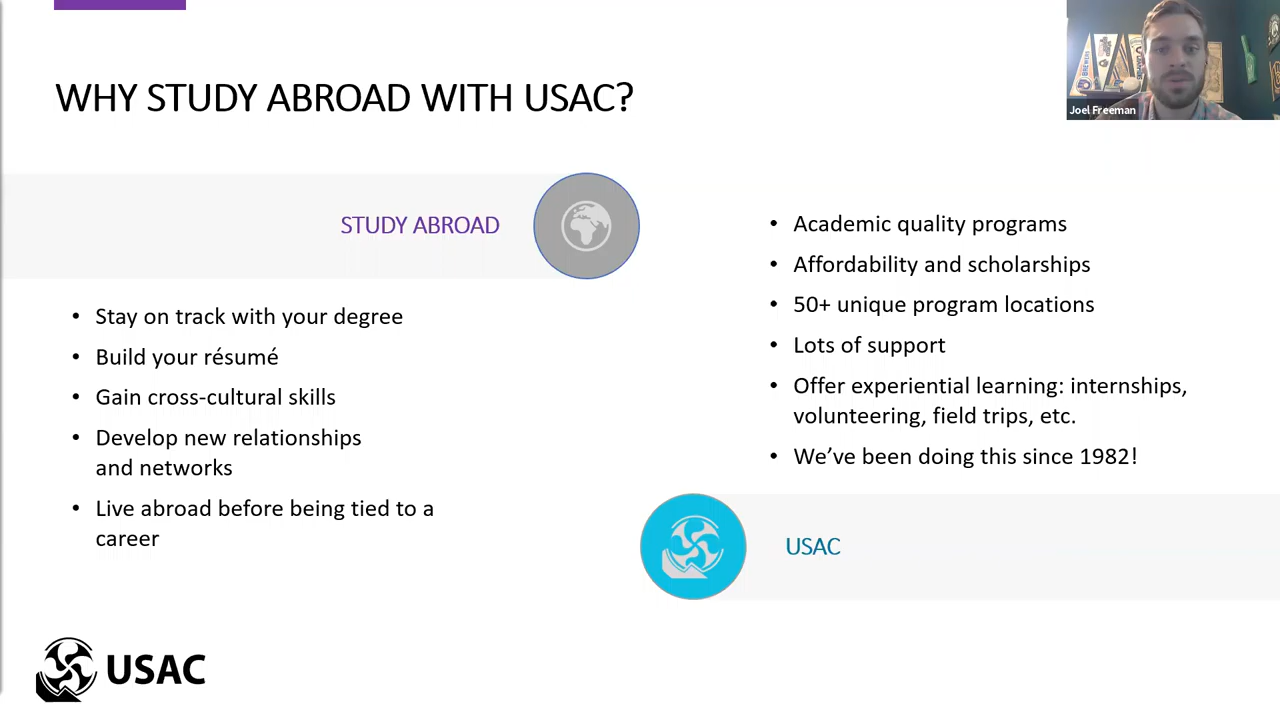 WHY STUDY ABROAD WITH USAC?
Joel Freeman
STUDY ABROAD
• Stay on track with your degree
• Build your résumé
• Gain cross-cultural skills
• Develop new relationships
and networks
• Live abroad before being tied to a
career
• Academic quality programs
• Affordability and scholarships
• 50+ unique program locations
• Lots of support
• Offer experiential learning: internships,
volunteering, field trips, etc.
• We’ve been doing this since 1982!
USAC
USAC